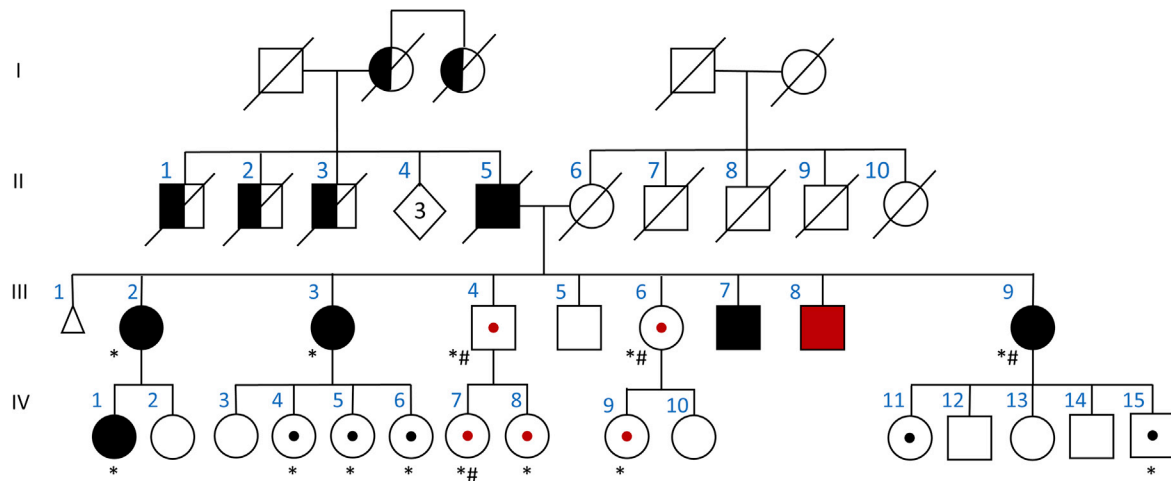 I
1 2 3 4 5 6 7 8 9 10
II
3
1 2 3 4 5 6 7 8 9
III
* * *# *# *#
1 2 3 4 5 6 7 8 9 10 11 12 13 14 15
IV
* * * * *# * * *